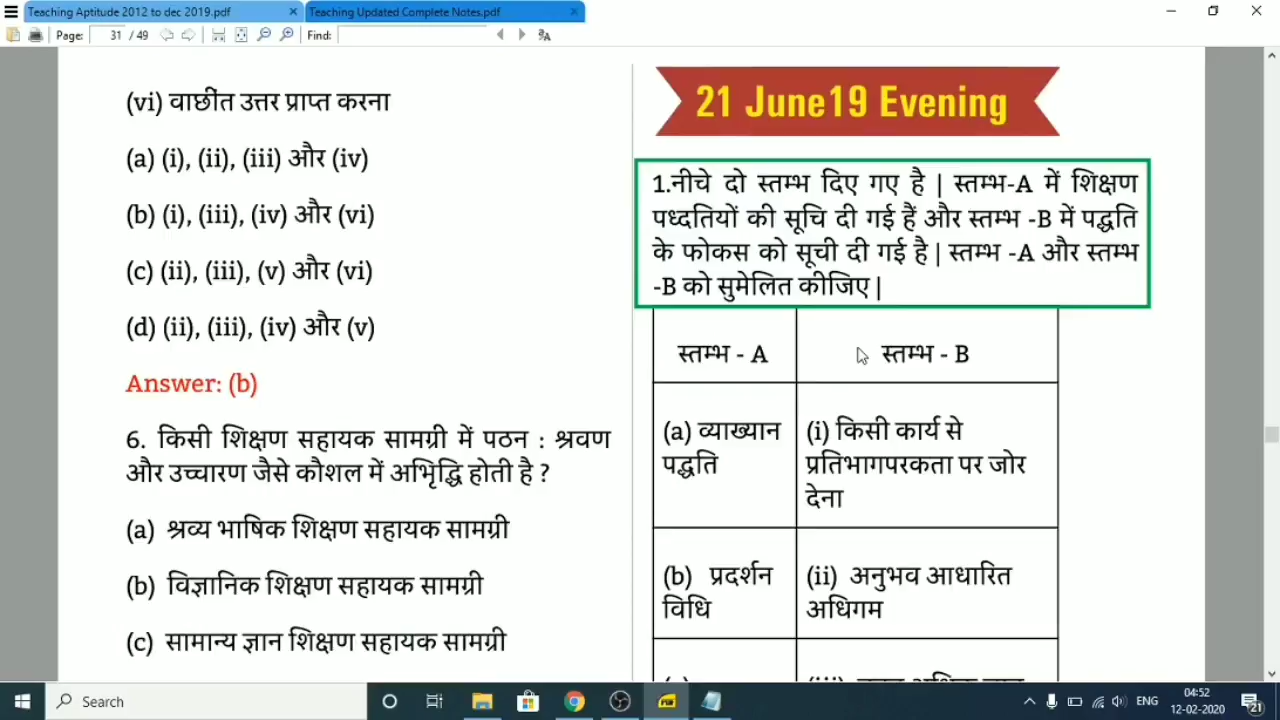 Teaching Aptitude 2012 to dec 2019.pdf
Teaching Updated Complete Notes.pdf
Page: 31 / 49
Find:
(vi) वाछींत उत्तर प्राप्त करना
(a) (i), (ii), (iii) और (iv)
(b) (i), (iii), (iv) और (vi)
(c) (ii), (iii), (v) और (vi)
(d) (ii), (iii), (iv) और (v)
Answer: (b)
6. किसी शिक्षण सहायक सामग्री में पठन : श्रवण
और उच्चारण जैसे कौशल में अभिृद्धि होती है ?
(a) श्रव्य भाषिक शिक्षण सहायक सामग्री
(b) विज्ञानिक शिक्षण सहायक सामग्री
(c) सामान्य ज्ञान शिक्षण सहायक सामग्री
21 June19 Evening
1.नीचे दो स्तम्भ दिए गए है | स्तम्भ-A में शिक्षण
पध्दतियों की सूचि दी गई हैं और स्तम्भ -B में पद्धति
के फोकस को सूची दी गई है | स्तम्भ -A और स्तम्भ
-B को सुमेलित कीजिए |
स्तम्भ - A
स्तम्भ - B
(a) व्याख्यान
पद्धति
(i) किसी कार्य से
प्रतिभागपरकता पर जोर
देना
(b) प्रदर्शन
विधि
(ii) अनुभव आधारित
अधिगम
Search
ENG
04:52
12-02-2020
21